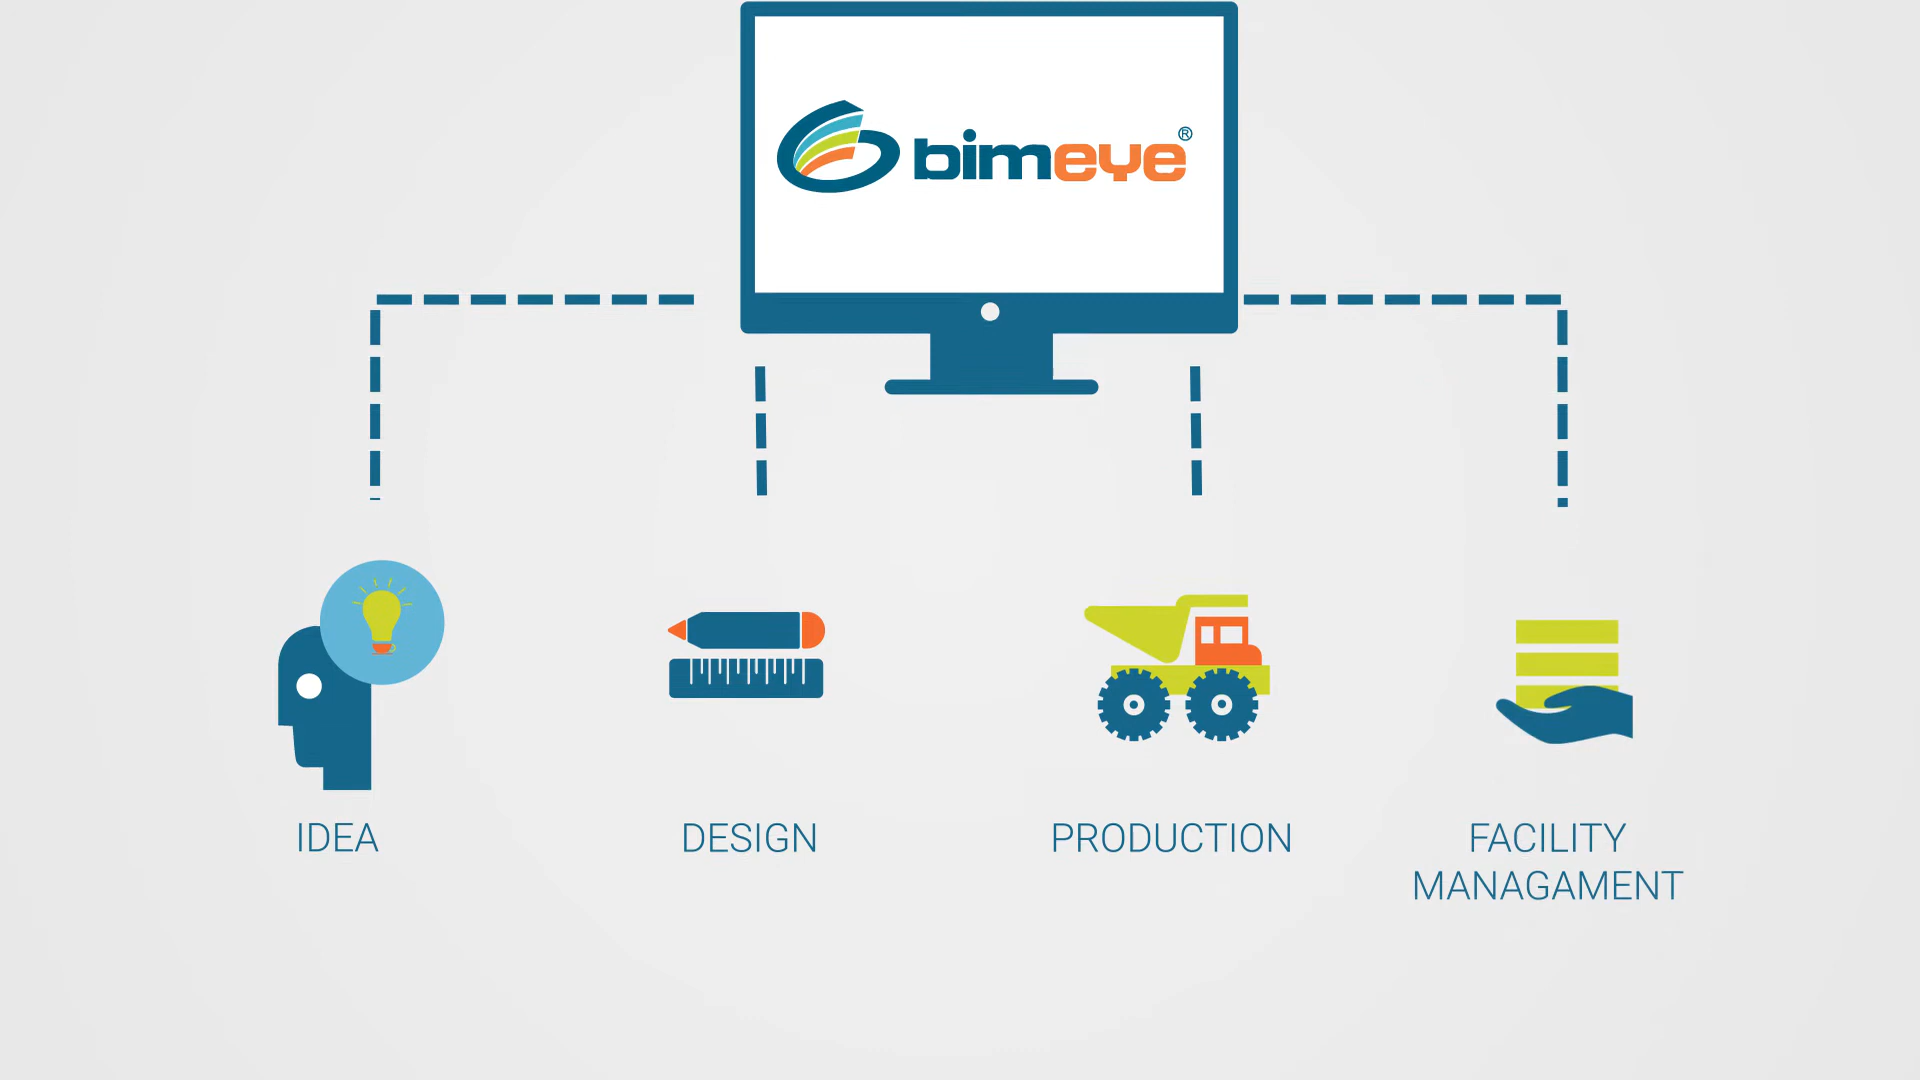 bimeye®
IDEA
DESIGN
PRODUCTION
FACILITY
MANAGAMENT